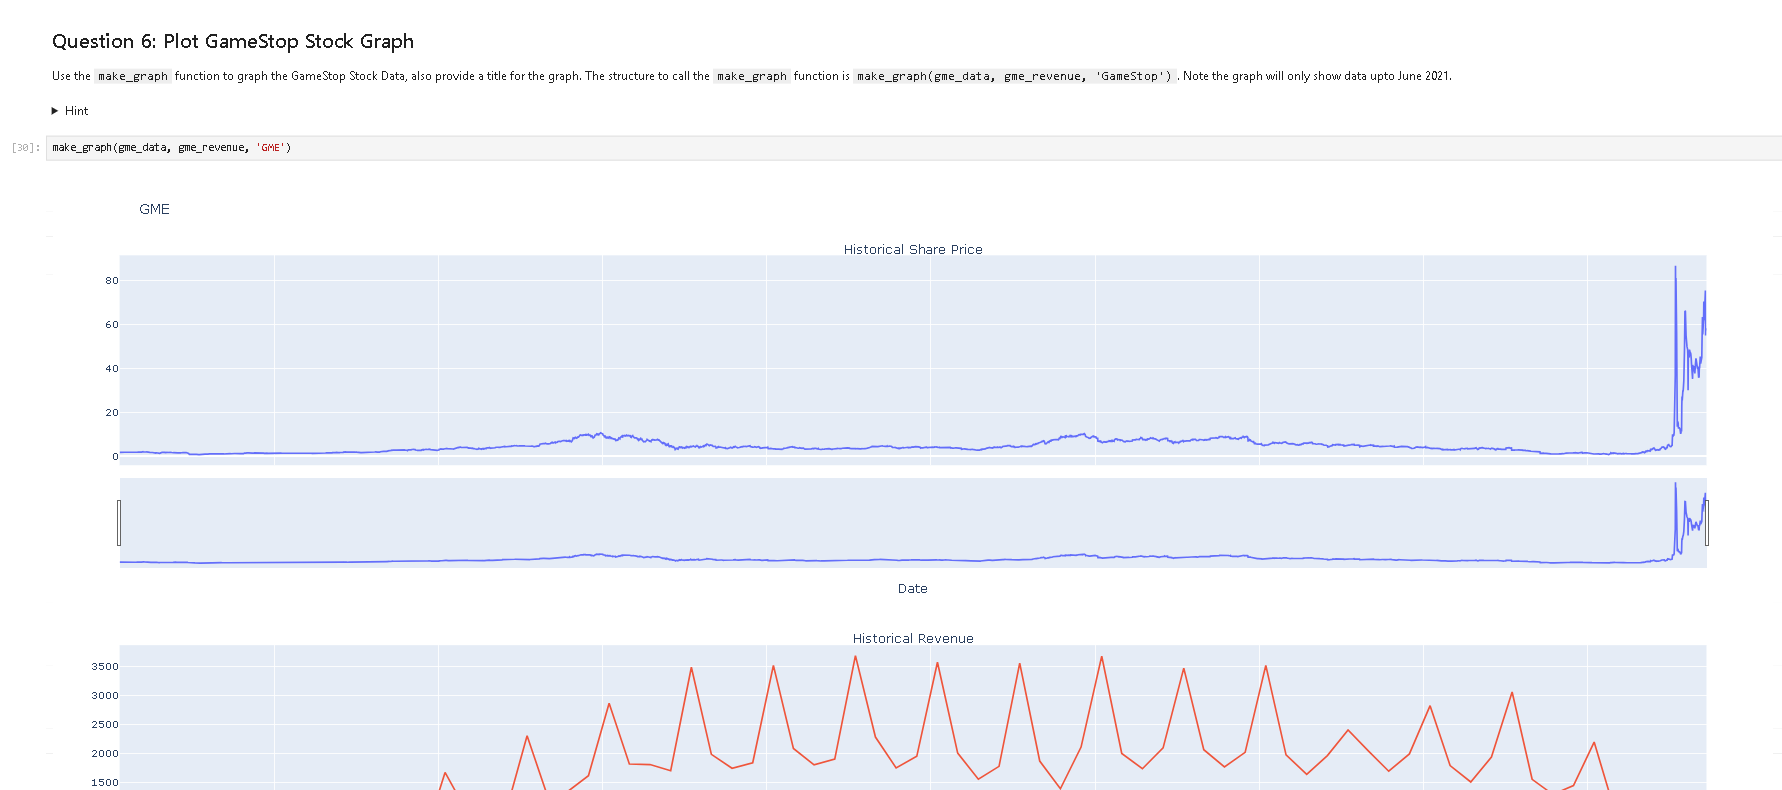 Question 6: Plot GameStop Stock Graph
Use the make_graph function to graph the GameStop Stock Data, also provide a title for the graph. The structure to call the make_graph function is make_graph(gme_data, gme_revenue, 'GameStop') . Note the graph will only show data upto June 2021.
▶ Hint
[30]: make_graph(gme_data, gme_revenue, 'GME')
GME
Historical Share Price
80
60
40
20
0
Date
Historical Revenue
3500
3000
2500
2000
1500